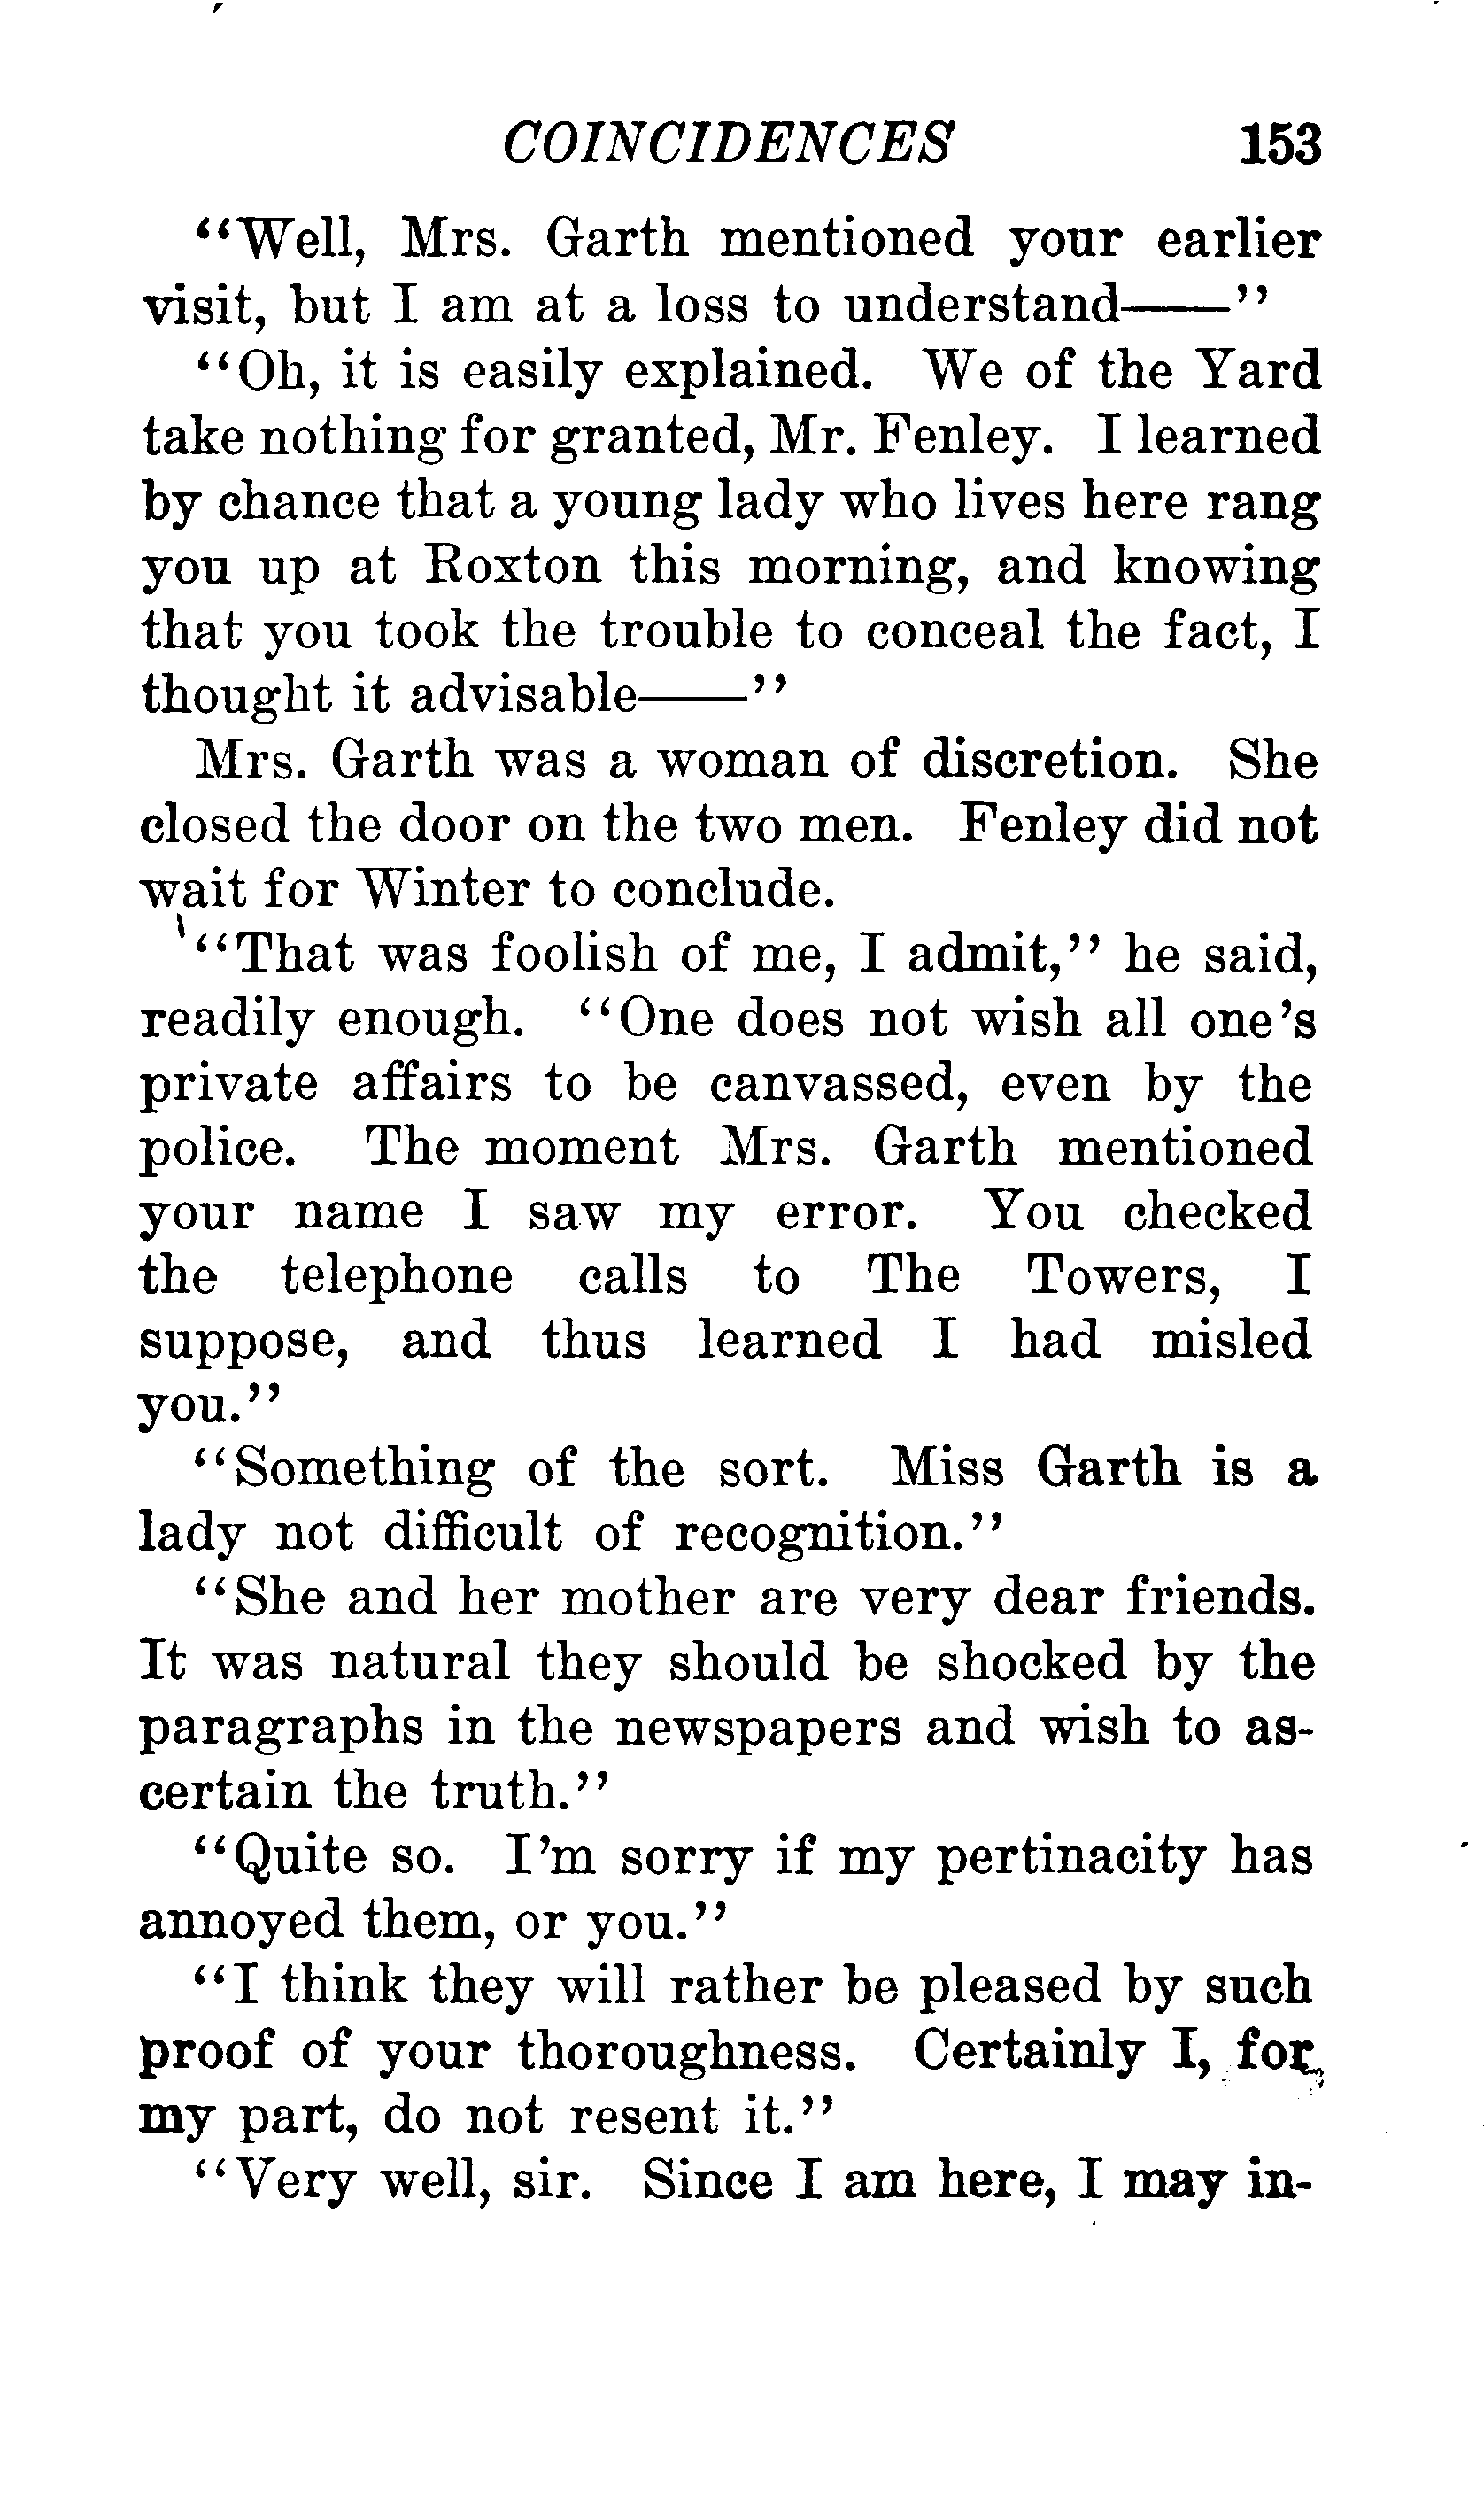 COINCIDENCES 153
"Well, Mrs. Garth mentioned your earlier
visit, but I am at a loss to understand——"
"Oh, it is easily explained. We of the Yard
take nothing for granted, Mr. Fenley. I learned
by chance that a young lady who lives here rang
you up at Roxton this morning, and knowing
that you took the trouble to conceal the fact, I
thought it advisable——"
Mrs. Garth was a woman of discretion. She
closed the door on the two men. Fenley did not
wait for Winter to conclude.
"That was foolish of me, I admit," he said,
readily enough. "One does not wish all one's
private affairs to be canvassed, even by the
police. The moment Mrs. Garth mentioned
your name I saw my error. You checked
the telephone calls to The Towers, I
suppose, and thus learned I had misled
you."
"Something of the sort. Miss Garth is a
lady not difficult of recognition."
"She and her mother are very dear friends.
It was natural they should be shocked by the
paragraphs in the newspapers and wish to as-
certain the truth."
"Quite so. I'm sorry if my pertinacity has
annoyed them, or you."
"I think they will rather be pleased by such
proof of your thoroughness. Certainly I, for
my part, do not resent it."
"Very well, sir. Since I am here, I may in-